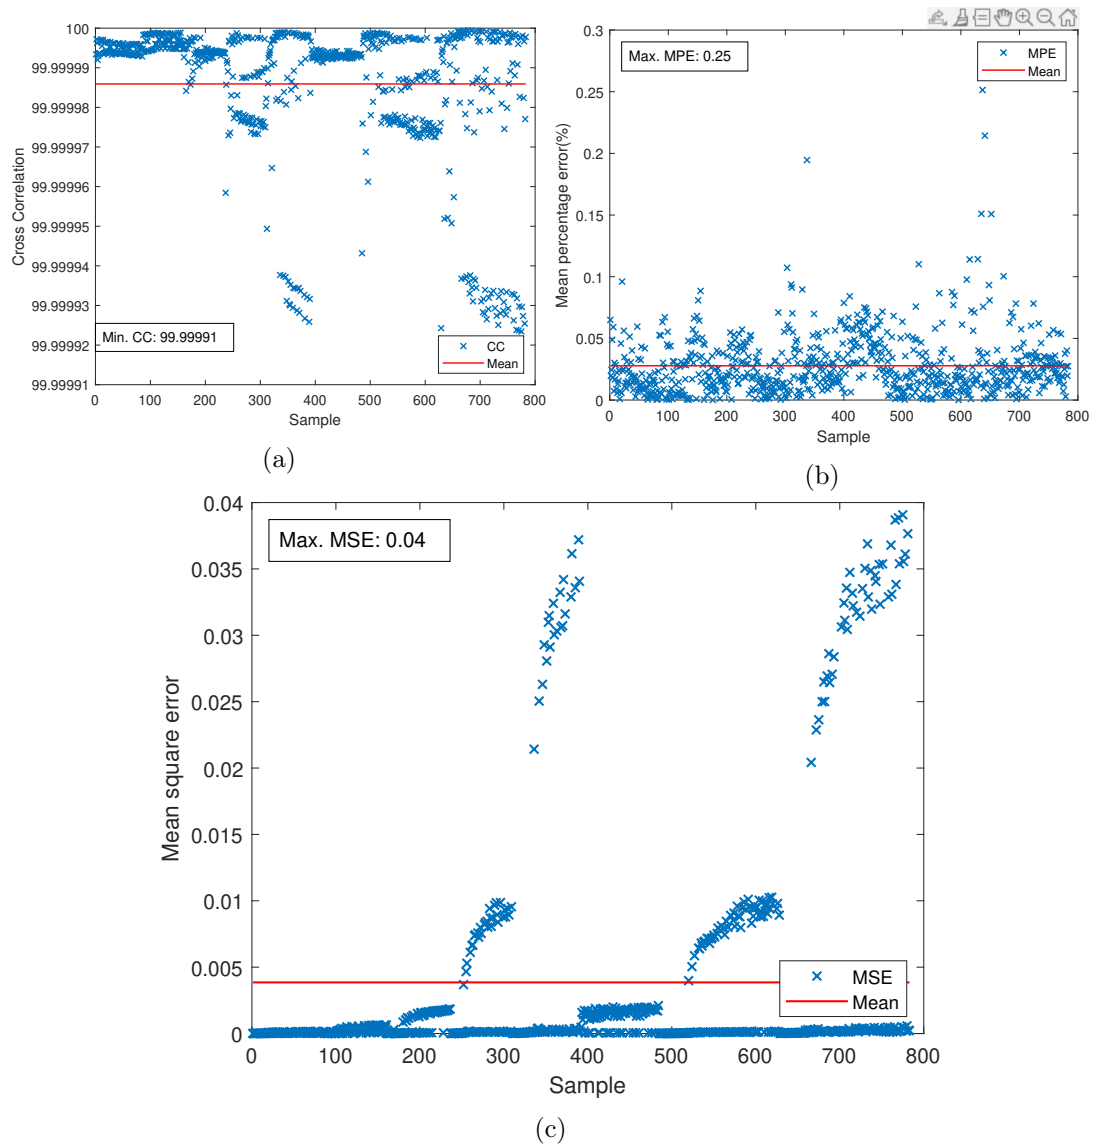 100
99.99999
99.99998
99.99997
99.99996
99.99995
99.99994
99.99993
99.99992
99.99991
Cross Correlation
Min. CC: 99.99991
CC
Mean
0 100 200 300 400 500 600 700 800
Sample
(a)
0.3
0.25
0.2
0.15
0.1
0.05
0
Mean percentage error(%)
Max. MPE: 0.25
MPE
Mean
0 100 200 300 400 500 600 700 800
Sample
(b)
0.04
0.035
0.03
0.025
0.02
0.015
0.01
0.005
0
Mean square error
Max. MSE: 0.04
MSE
Mean
0 100 200 300 400 500 600 700 800
Sample
(c)